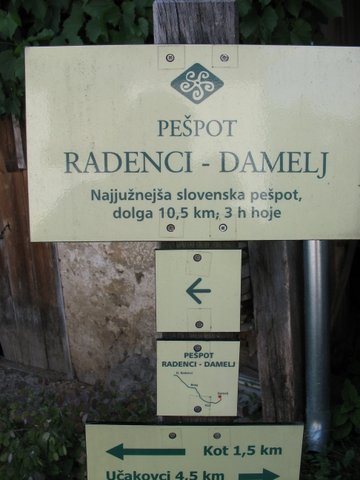 PEŠPOT
RADENCI - DAMELJ
Najjužnejša slovenska pešpot,
dolga 10,5 km; 3 h hoje
PEŠPOT
RADENCI - DAMELJ
Kot 1,5 km
Učakovci 4,5 km